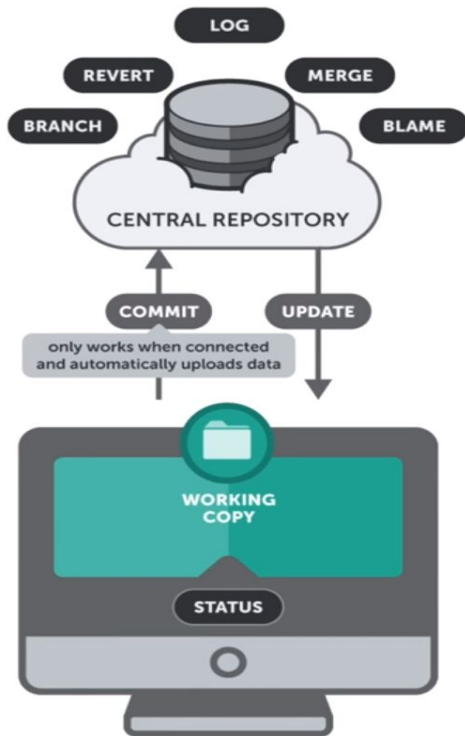 LOG
REVERT
MERGE
BRANCH
BLAME
CENTRAL REPOSITORY
COMMIT
UPDATE
only works when connected
and automatically uploads data
WORKING
COPY
STATUS